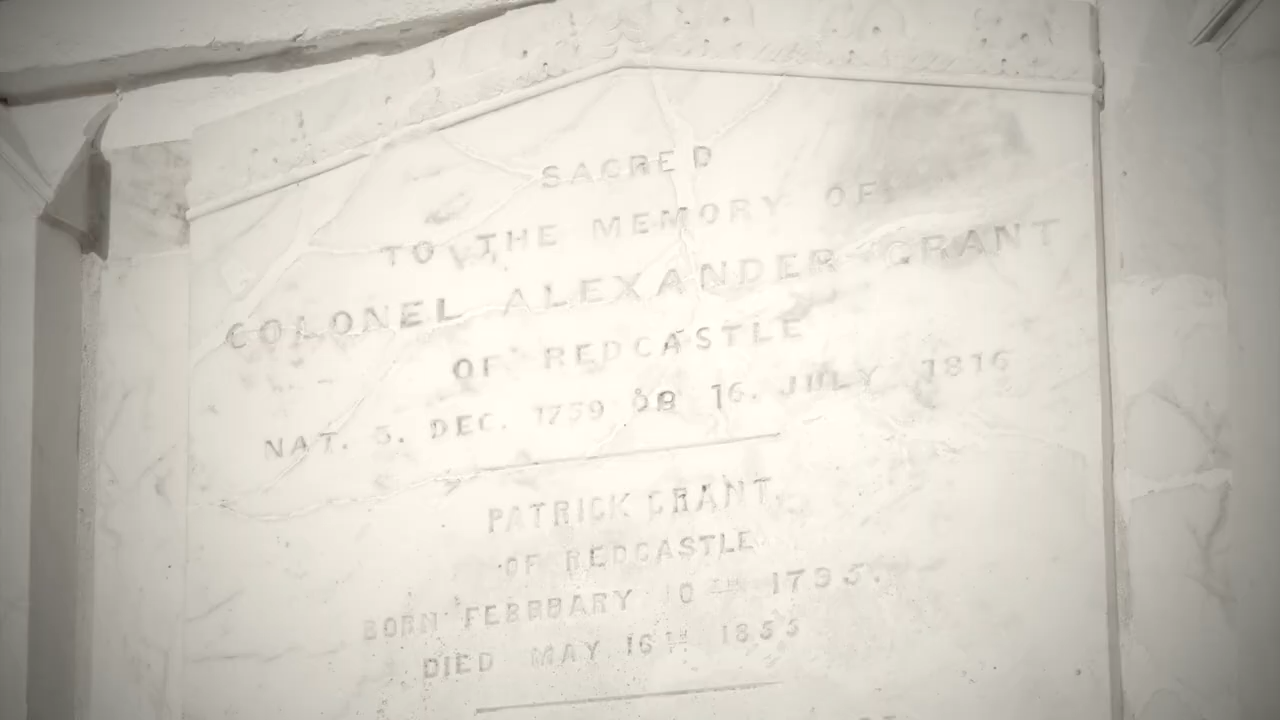 SACRED
TO THE MEMORY OF
COLONEL ALEXANDER GRANT
OF REDCASTLE
NAT. 5. DEC. 1759 OB 16. JULY 1816
PATRICK GRANT
OF REDCASTLE
BORN FEBRBARY 10TH 1795.
DIED MAY 16TH 1855